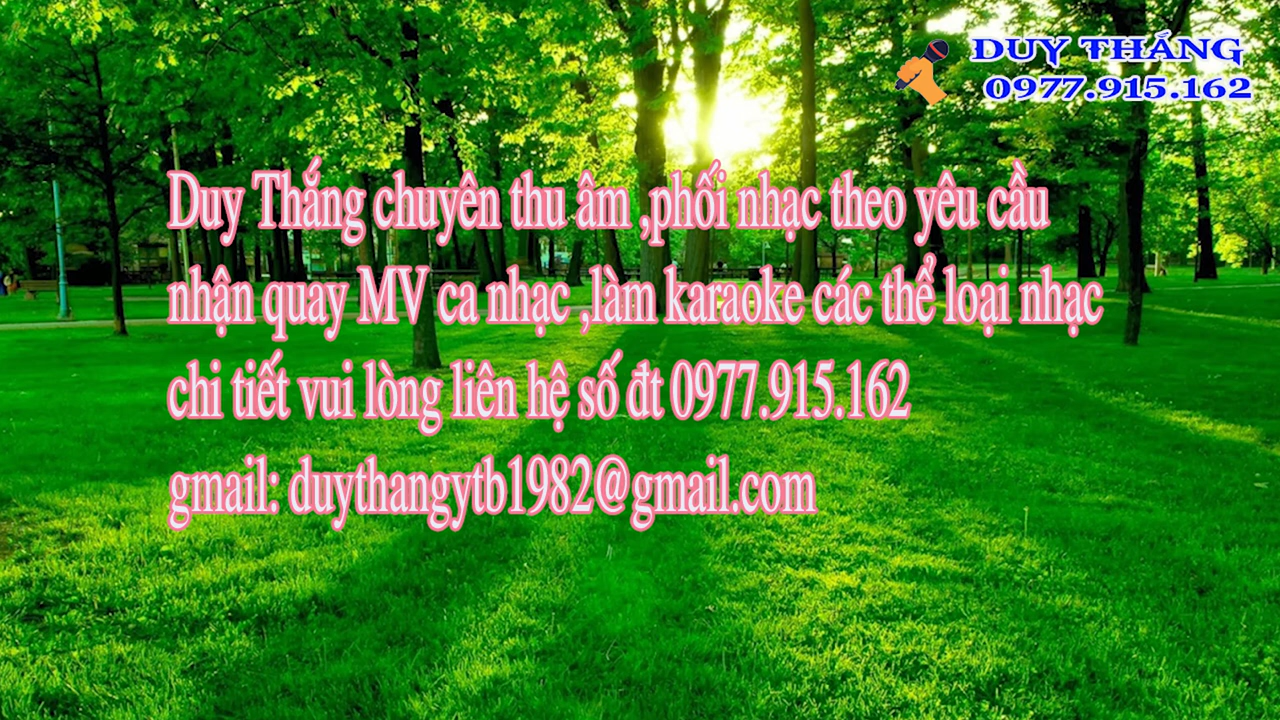 DUY THẮNG
0977.915.162
Duy Thắng chuyên thu âm ,phối nhạc theo yêu cầu
nhận quay MV ca nhạc ,làm karaoke các thể loại nhạc
chi tiết vui lòng liên hệ số đt 0977.915.162
gmail: duythangytb1982@gmail.com